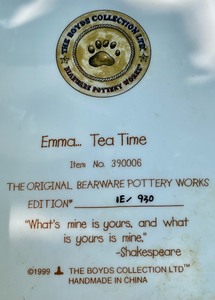 THE BOYDS COLLECTION LTD™
BEARWARE POTTERY WORKS
Emma... Tea Time
Item No. 390006
THE ORIGINAL BEARWARE POTTERY WORKS
EDITION* 1E/ 930
"What's mine is yours, and what
is yours is mine."
-Shakespeare
©1999 THE BOYDS COLLECTION LTD™
HANDMADE IN CHINA